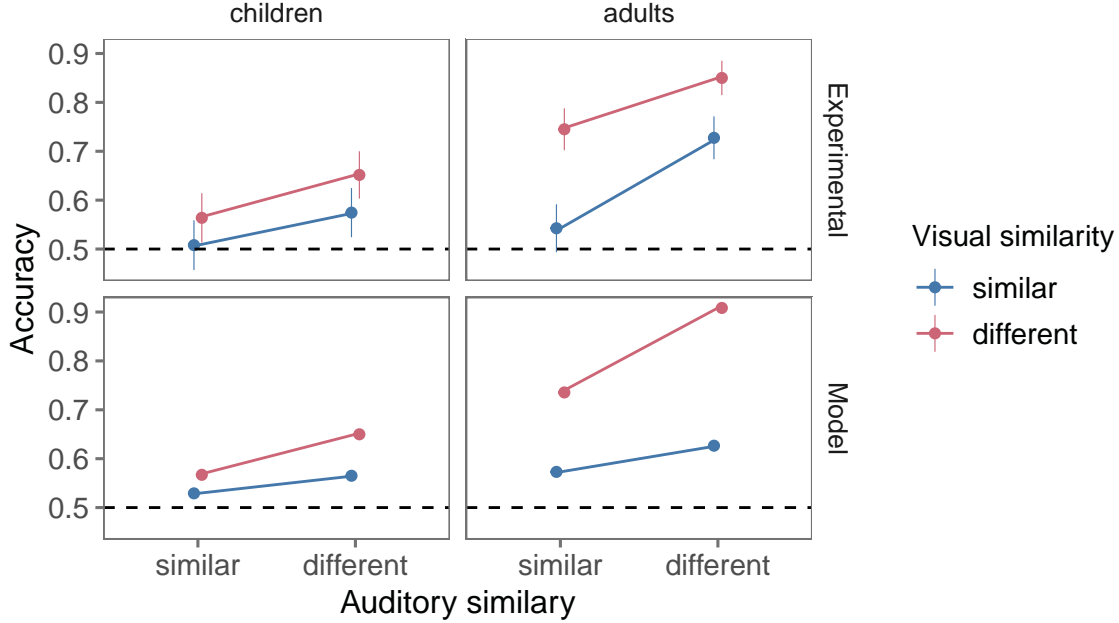 children
adults
Accuracy
0.9
0.8
0.7
0.6
0.5
Experimental
0.9
0.8
0.7
0.6
0.5
Model
similar
different
similar
different
Auditory similary
Visual similarity
similar
different